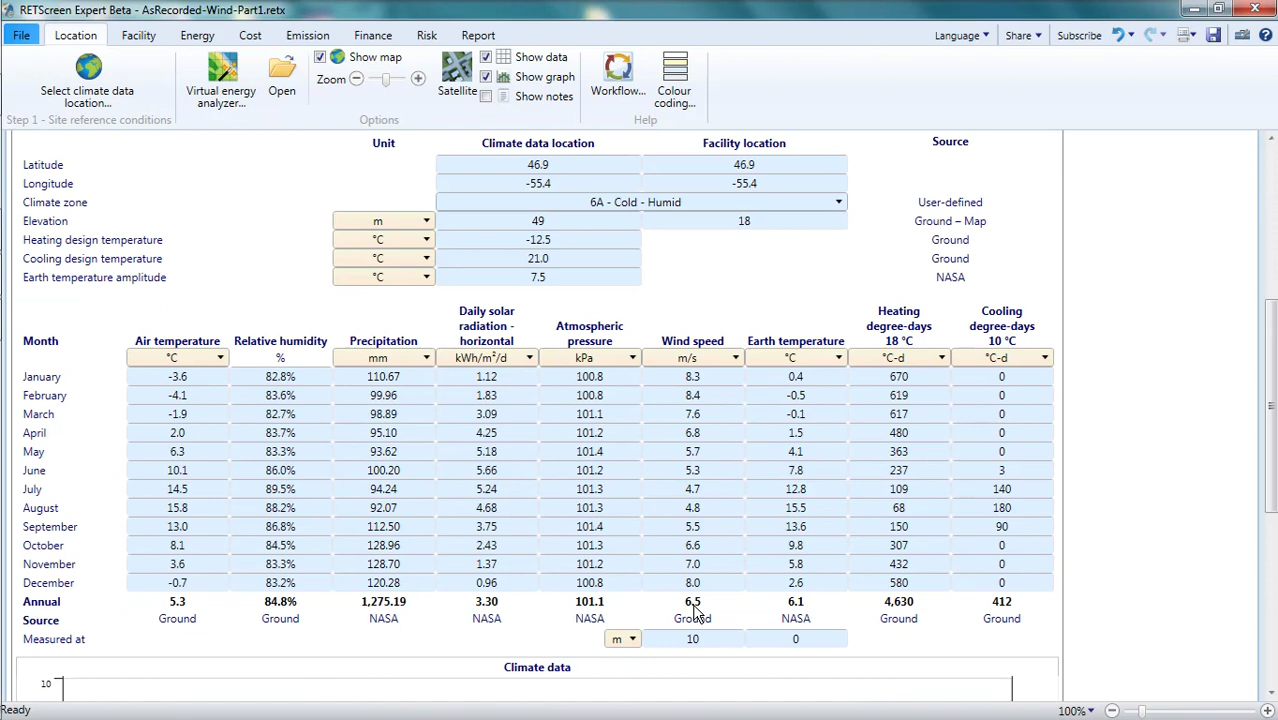 RETScreen Expert Beta - AsRecorded-Wind-Part1.retx
File Location Facility Energy Cost Emission Finance Risk Report Language Share Subscribe
Select climate data location...
Step 1 - Site reference conditions
Virtual energy analyzer...
Open
Show map
Zoom
Satellite
Show data
Show graph
Show notes
Options
Workflow...
Colour coding...
Help
Unit Climate data location Facility location Source
Latitude 46.9 46.9
Longitude -55.4 -55.4
Climate zone 6A - Cold - Humid User-defined
Elevation m 49 18 Ground – Map
Heating design temperature °C -12.5 Ground
Cooling design temperature °C 21.0 Ground
Earth temperature amplitude °C 7.5 NASA
Month Air temperature Relative humidity Precipitation Daily solar radiation - horizontal Atmospheric pressure Wind speed Earth temperature Heating degree-days 18 °C Cooling degree-days 10 °C
°C % mm kWh/m²/d kPa m/s °C °C-d °C-d
January -3.6 82.8% 110.67 1.12 100.8 8.3 0.4 670 0
February -4.1 83.6% 99.96 1.83 100.8 8.4 -0.5 619 0
March -1.9 82.7% 98.89 3.09 101.1 7.6 -0.1 617 0
April 2.0 83.7% 95.10 4.25 101.2 6.8 1.5 480 0
May 6.3 83.3% 93.62 5.18 101.4 5.7 4.1 363 0
June 10.1 86.0% 100.20 5.66 101.2 5.3 7.8 237 3
July 14.5 89.5% 94.24 5.24 101.3 4.7 12.8 109 140
August 15.8 88.2% 92.07 4.68 101.3 4.8 15.5 68 180
September 13.0 86.8% 112.50 3.75 101.4 5.5 13.6 150 90
October 8.1 84.5% 128.96 2.43 101.3 6.6 9.8 307 0
November 3.6 83.3% 128.70 1.37 101.2 7.0 5.8 432 0
December -0.7 83.2% 120.28 0.96 100.8 8.0 2.6 580 0
Annual 5.3 84.8% 1,275.19 3.30 101.1 6.5 6.1 4,630 412
Source Ground Ground NASA NASA NASA Ground NASA Ground Ground
Measured at m 10 0
Climate data
10
Ready 100%